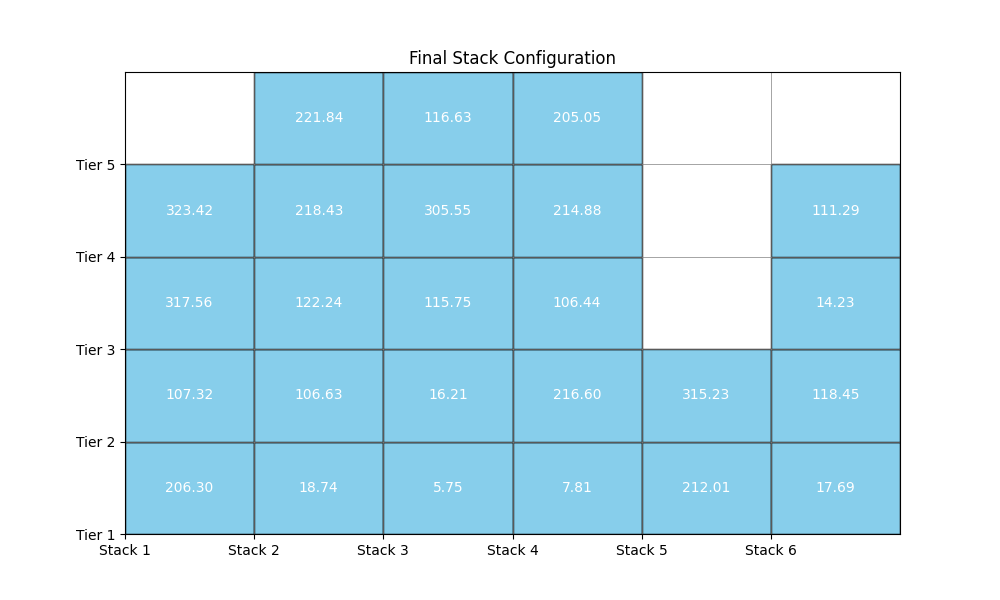 Final Stack Configuration
221.84 116.63 205.05
Tier 5
323.42 218.43 305.55 214.88 111.29
Tier 4
317.56 122.24 115.75 106.44 14.23
Tier 3
107.32 106.63 16.21 216.60 315.23 118.45
Tier 2
206.30 18.74 5.75 7.81 212.01 17.69
Tier 1
Stack 1 Stack 2 Stack 3 Stack 4 Stack 5 Stack 6